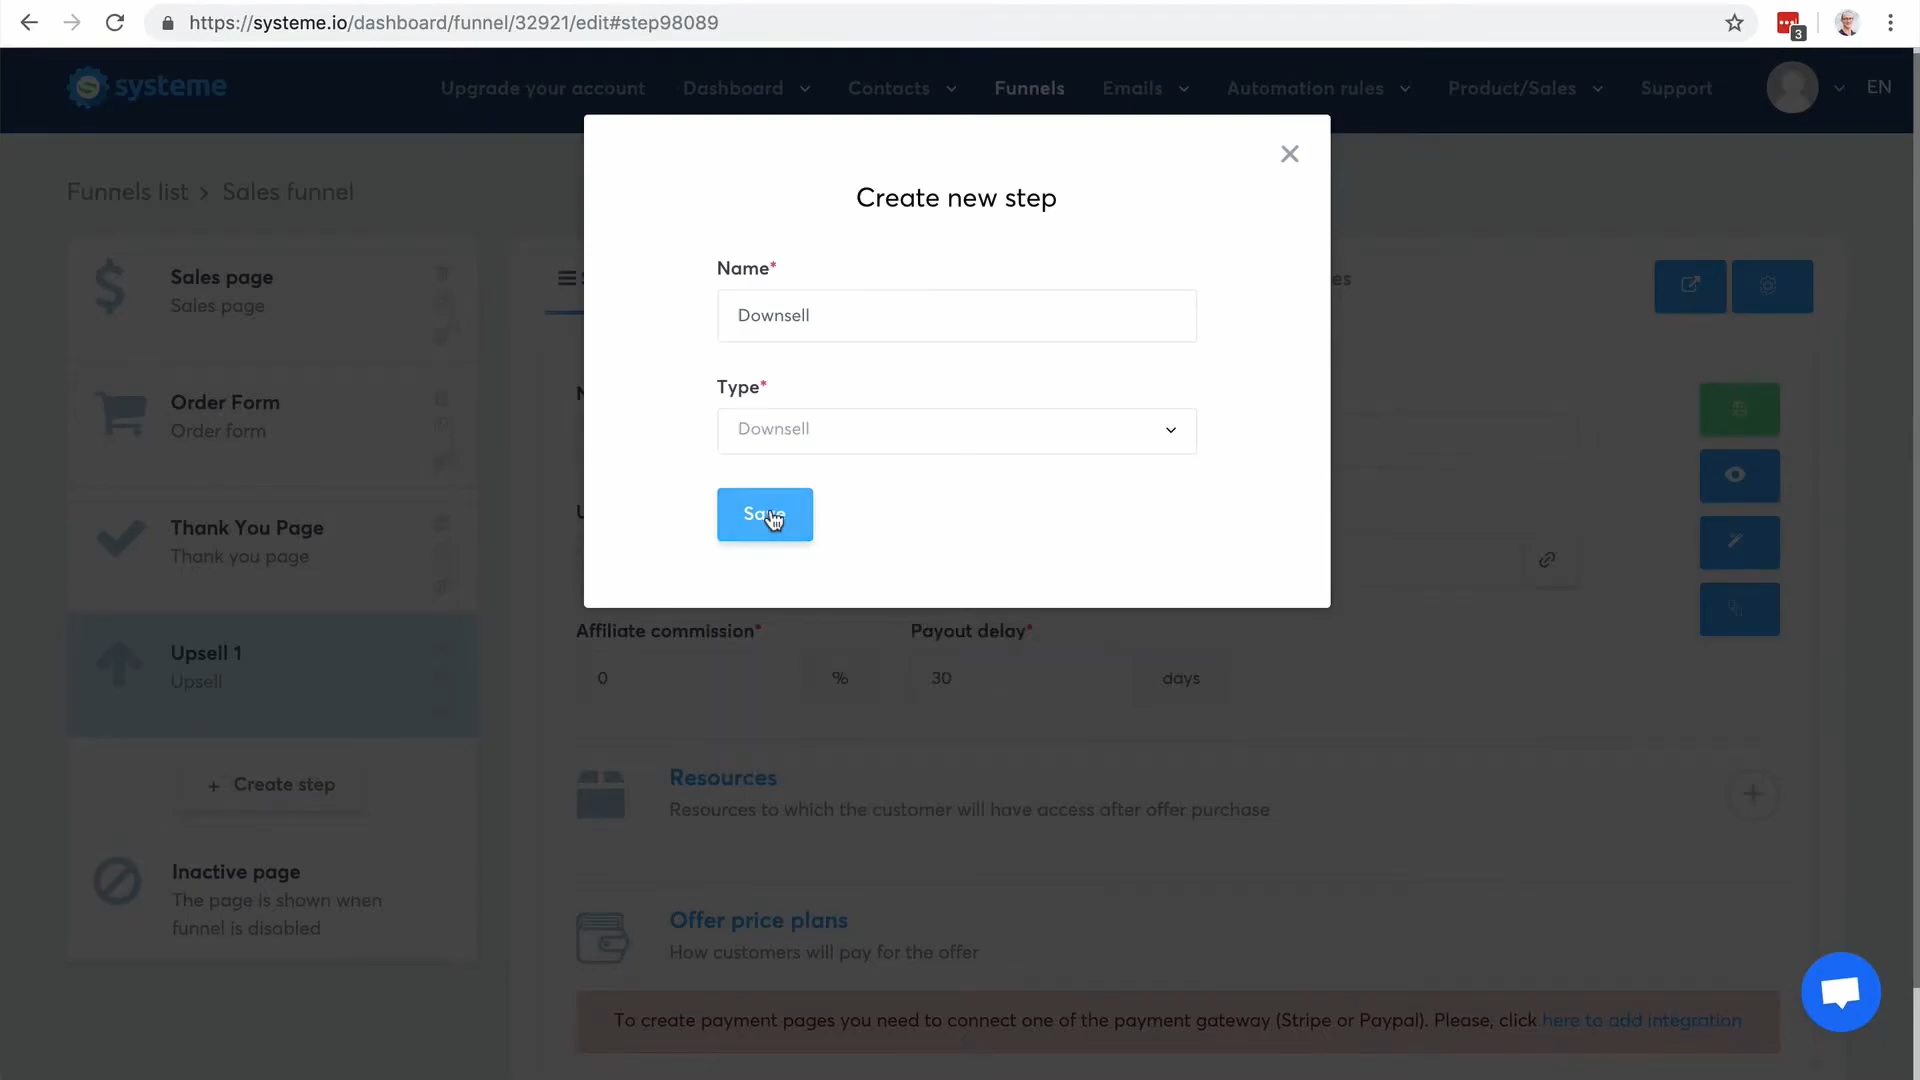 https://systeme.io/dashboard/funnel/32921/edit#step98089
3
systeme
Upgrade your account
Dashboard
Contacts
Funnels
Emails
Automation rules
Product/Sales
Support
EN
Funnels list > Sales funnel
Sales page
Sales page
Order Form
Order form
Thank You Page
Thank you page
Upsell 1
Upsell
+ Create step
Inactive page
The page is shown when
funnel is disabled
Create new step
Name*
Downsell
Type*
Downsell
Save
Affiliate commission*
Payout delay*
0
%
30
days
Resources
Resources to which the customer will have access after offer purchase
Offer price plans
How customers will pay for the offer
To create payment pages you need to connect one of the payment gateway (Stripe or Paypal). Please, click here to add integration